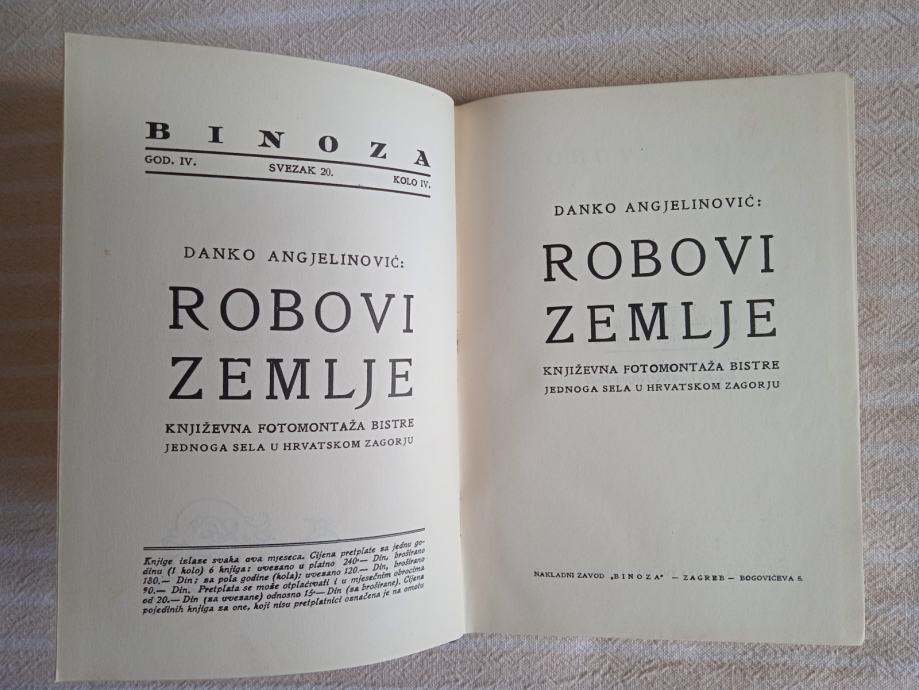 BINOZA
GOD. IV. SVEZAK 20. KOLO IV.
DANKO ANGJELINOVIĆ:
ROBOVI
ZEMLJE
KNJIŽEVNA FOTOMONTAŽA BISTRE
JEDNOGA SELA U HRVATSKOM ZAGORJU
Knjige izlaze svaka dva mjeseca. Cijena pretplate za jednu go-
dinu (1 kolo) 6 knjiga: uvezano u platno 240·— Din, broširano
180.— Din; za pola godine (kola); uvezano 120.— Din, broširano
90.— Din. Pretplata se može otplaćivati i u mjesečnim obrocima
od 20.— Din (za uvezane) odnosno 15·— Din (za broširane). Cijena
pojedinih knjiga za one, koji nisu pretplatnici označena je na omotu
DANKO ANGJELINOVIĆ:
ROBOVI
ZEMLJE
KNJIŽEVNA FOTOMONTAŽA BISTRE
JEDNOGA SELA U HRVATSKOM ZAGORJU
NAKLADNI ZAVOD „BINOZA" — ZAGREB — BOGOVIĆEVA